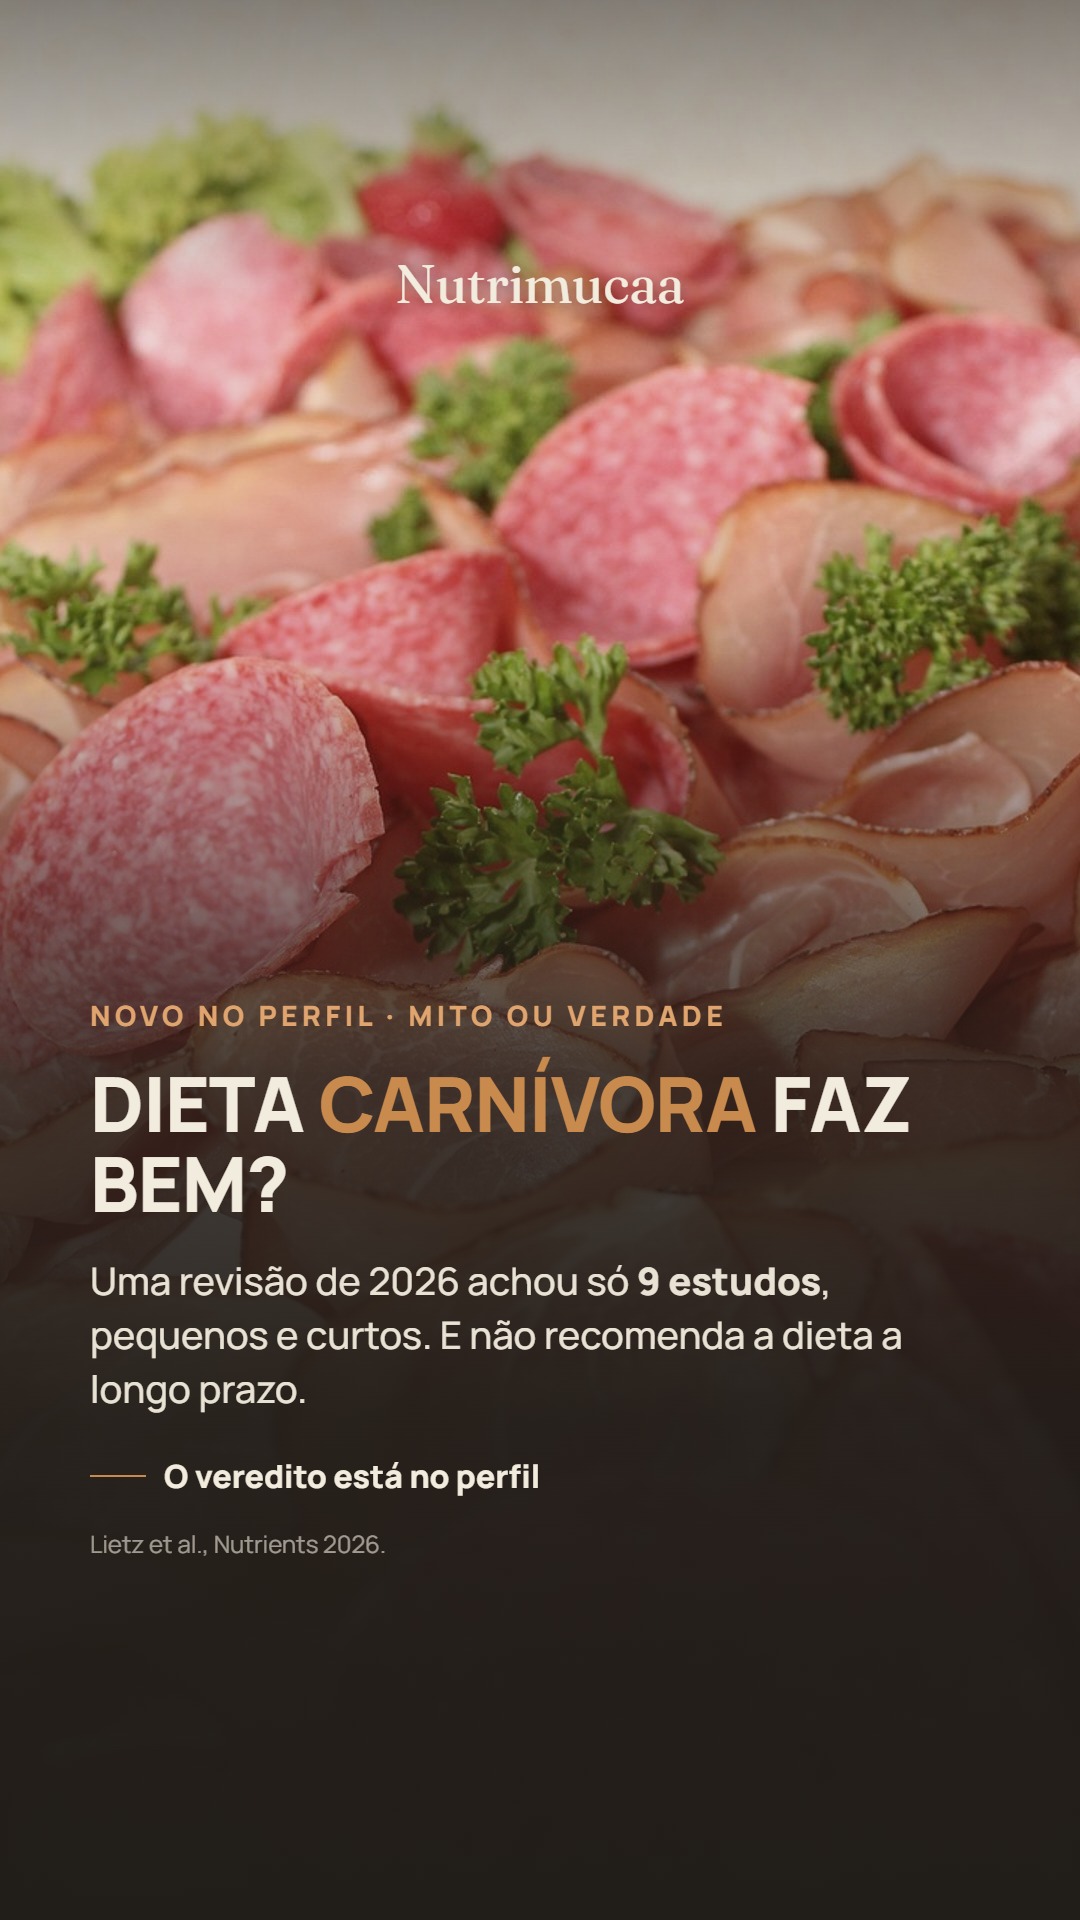 Nutrimucaa
NOVO NO PERFIL · MITO OU VERDADE
DIETA CARNÍVORA FAZ
BEM?
Uma revisão de 2026 achou só 9 estudos,
pequenos e curtos. E não recomenda a dieta a
longo prazo.
O veredito está no perfil
Lietz et al., Nutrients 2026.